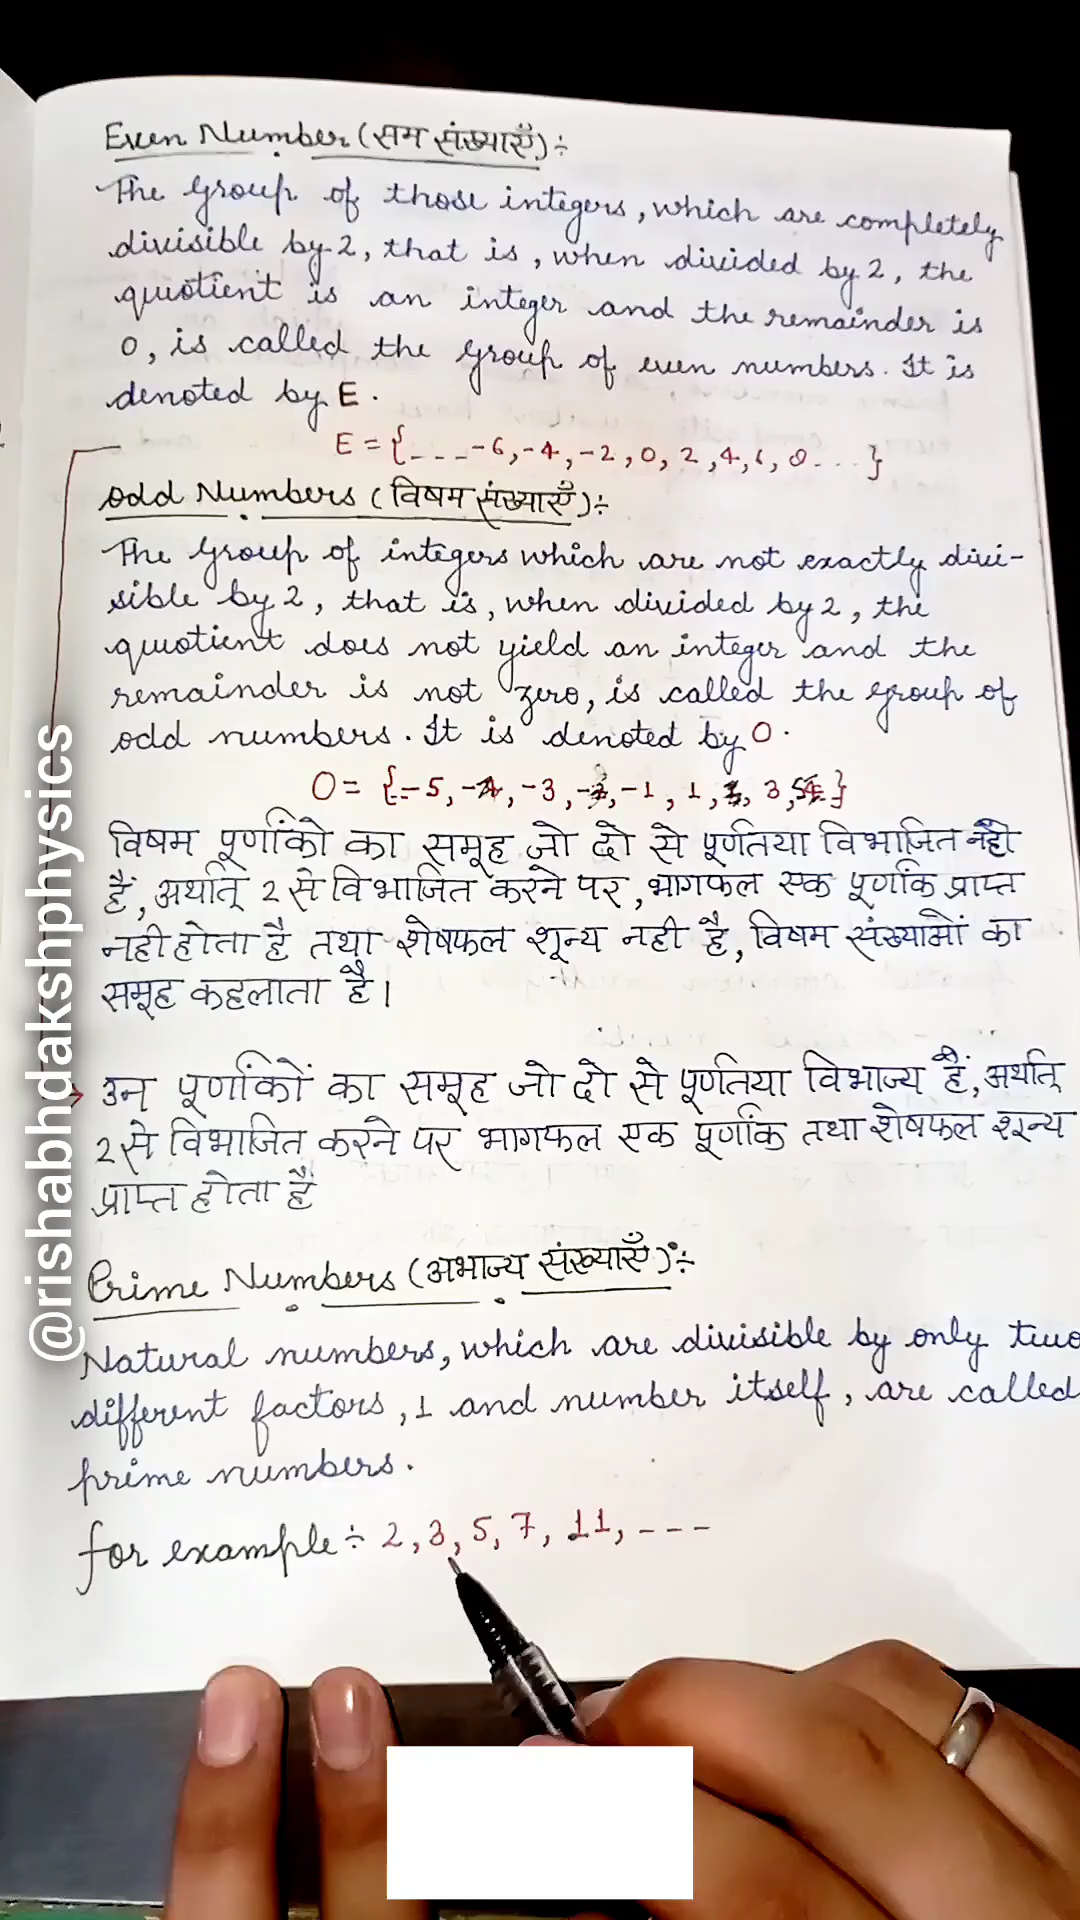 Even Number (सम संख्याएँ) ÷
The group of those integers, which are completely
divisible by 2, that is, when divided by 2, the
quotient is an integer and the remainder is
0, is called the group of even numbers. It is
denoted by E.
E = {... -6, -4, -2, 0, 2, 4, 6, 8 ... }
Odd Numbers (विषम संख्याएँ) ÷
The group of integers which are not exactly divi-
sible by 2, that is, when divided by 2, the
quotient does not yield an integer and the
remainder is not zero, is called the group of
odd numbers. It is denoted by O.
O = {.. -5, -3, -1, 1, 3, 5 .. }
विषम पूर्णांको का समूह जो दो से पूर्णतया विभाजित नही
हैं, अर्थात् 2 से विभाजित करने पर, भागफल एक पूर्णांक प्राप्त
नही होता है तथा शेषफल शून्य नही है, विषम संख्याओं का
समूह कहलाता है।
उन पूर्णांकों का समूह जो दो से पूर्णतया विभाज्य हैं, अर्थात्
2 से विभाजित करने पर भागफल एक पूर्णांक तथा शेषफल शून्य
प्राप्त होता हैं
Prime Numbers (अभाज्य संख्याएँ) ÷
Natural numbers, which are divisible by only two
different factors, 1 and number itself, are called
prime numbers.
for example ÷ 2, 3, 5, 7, 11, ---
@rishabhdakshphysics